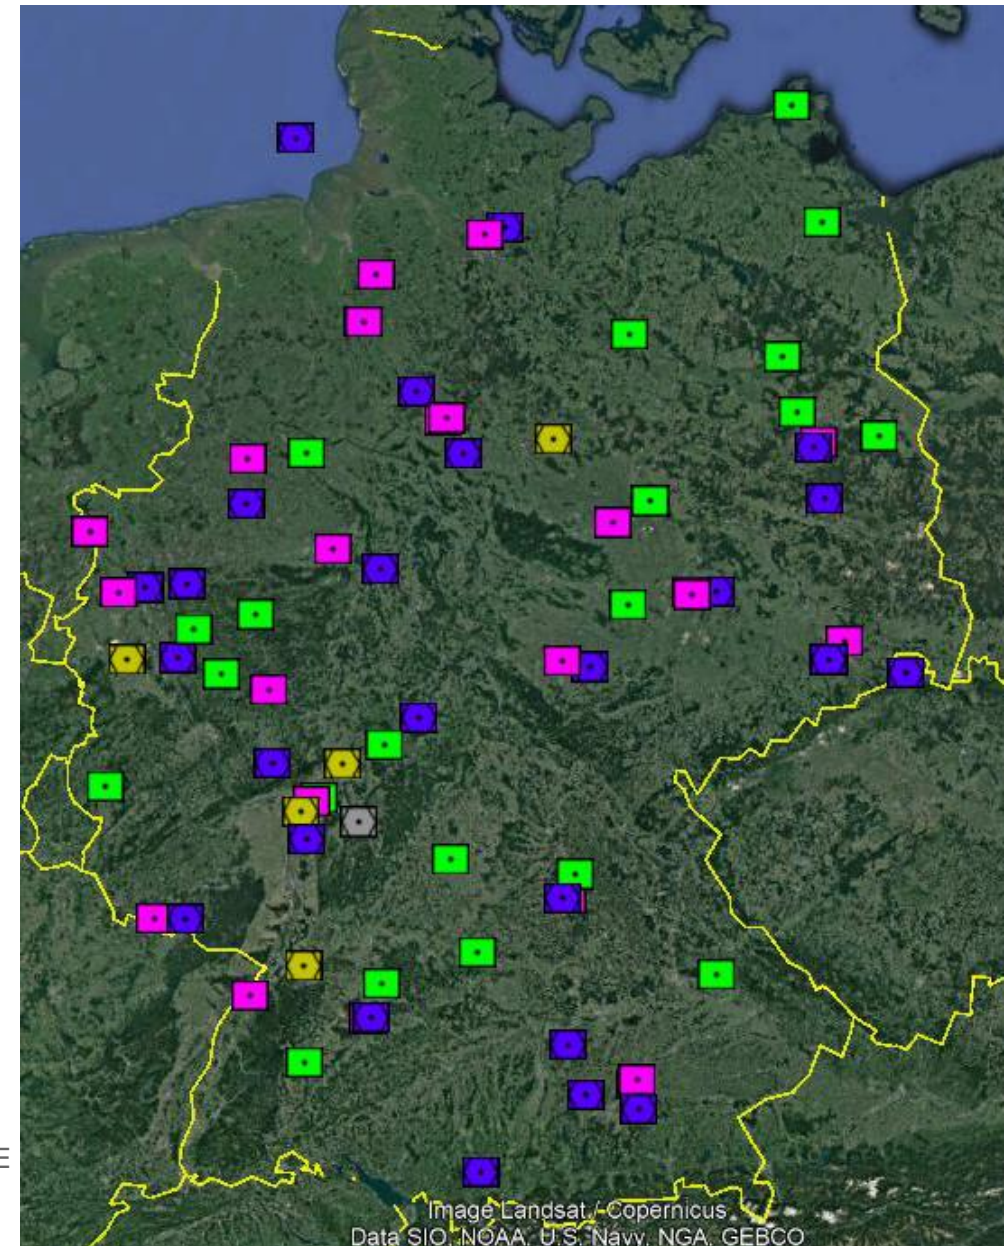 E
Image Landsat / Copernicus
Data SIO, NOAA, U.S. Navy, NGA, GEBCO